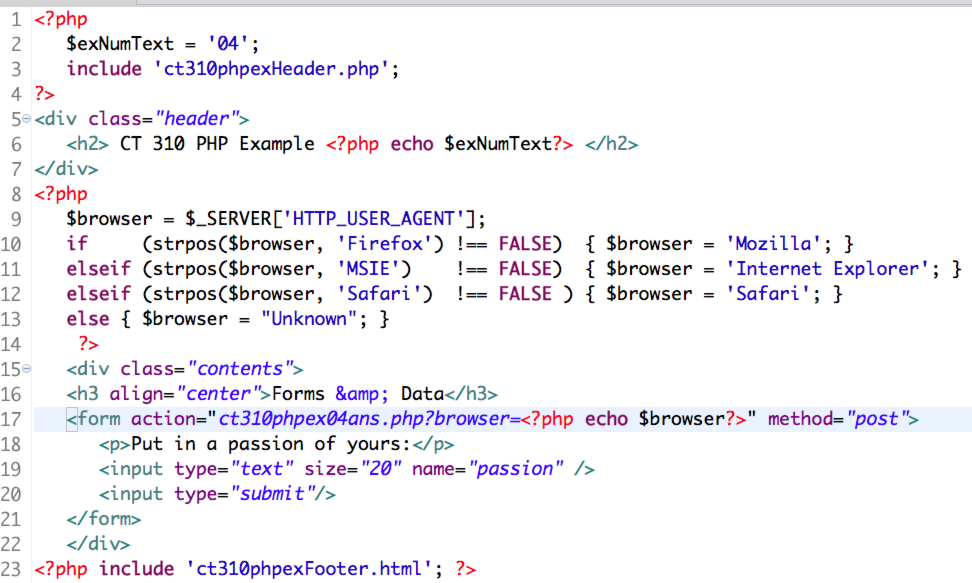 1 <?php
2 $exNumText = '04';
3 include 'ct310phpexHeader.php';
4 ?>
5 <div class="header">
6 <h2> CT 310 PHP Example <?php echo $exNumText?> </h2>
7 </div>
8 <?php
9 $browser = $_SERVER['HTTP_USER_AGENT'];
10 if (strpos($browser, 'Firefox') !== FALSE) { $browser = 'Mozilla'; }
11 elseif (strpos($browser, 'MSIE') !== FALSE) { $browser = 'Internet Explorer'; }
12 elseif (strpos($browser, 'Safari') !== FALSE ) { $browser = 'Safari'; }
13 else { $browser = "Unknown"; }
14 ?>
15 <div class="contents">
16 <h3 align="center">Forms &amp; Data</h3>
17 <form action="ct310phpex04ans.php?browser=<?php echo $browser?>" method="post">
18 <p>Put in a passion of yours:</p>
19 <input type="text" size="20" name="passion" />
20 <input type="submit"/>
21 </form>
22 </div>
23 <?php include 'ct310phpexFooter.html'; ?>